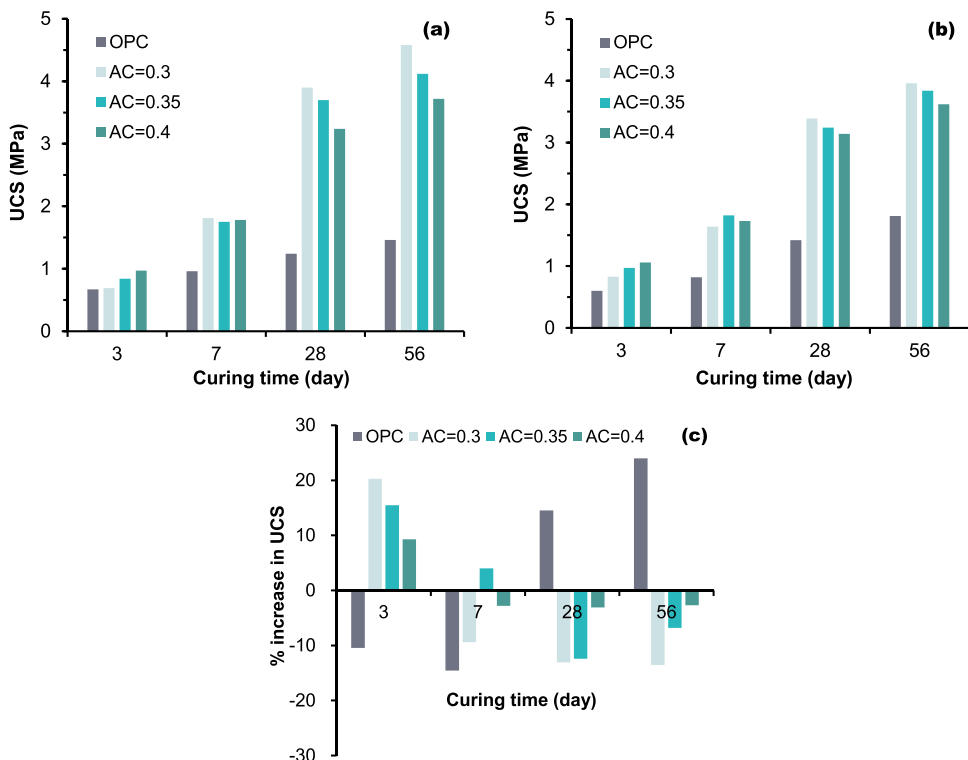 (a)
OPC
AC=0.3
AC=0.35
AC=0.4
UCS (MPa)
5
4
3
2
1
0
3 7 28 56
Curing time (day)
(b)
OPC
AC=0.3
AC=0.35
AC=0.4
UCS (MPa)
5
4
3
2
1
0
3 7 28 56
Curing time (day)
(c)
OPC AC=0.3 AC=0.35 AC=0.4
% increase in UCS
30
20
10
0
-10
-20
-30
3 7 28 56
Curing time (day)